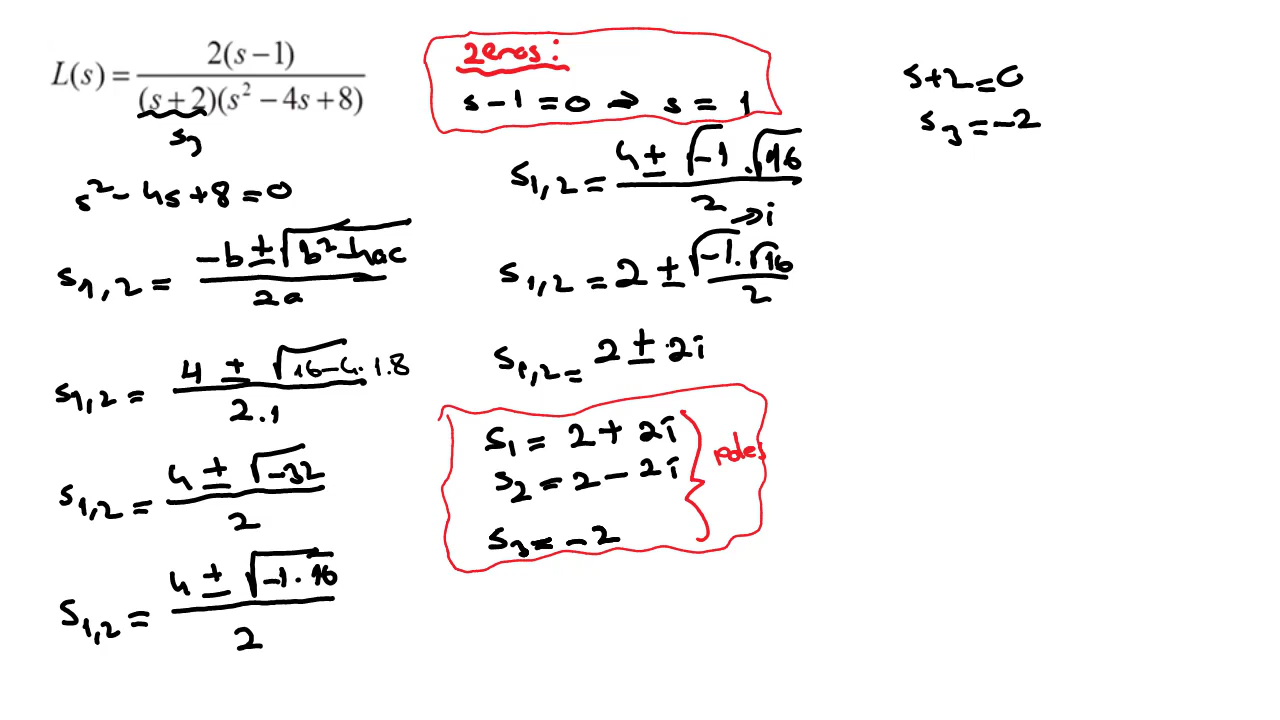 L(s) = 2(s−1) / (s+2)(s² − 4s + 8)
s₃
s² − 4s + 8 = 0
s₁,₂ = −b ± √(b² − 4ac) / 2a
s₁,₂ = 4 ± √(16−4·1.8) / 2.1
s₁,₂ = 4 ± √(−32) / 2
s₁,₂ = 4 ± √(−1·16) / 2
zeros:
s − 1 = 0 ⇒ s = 1
s₁,₂ = 4 ± √−1 . √16 / 2
→ i
s₁,₂ = 2 ± √−1 . √16 / 2
s₁,₂ = 2 ± 2i
s₁ = 2 + 2i
s₂ = 2 − 2i
s₃ = −2
poles
s+2=0
s₃ = −2